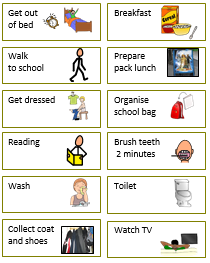 Get out
of bed
Breakfast
Walk
to school
Prepare
pack lunch
Get dressed
Organise
school bag
Reading
Brush teeth
2 minutes
Wash
Toilet
Collect coat
and shoes
Watch TV